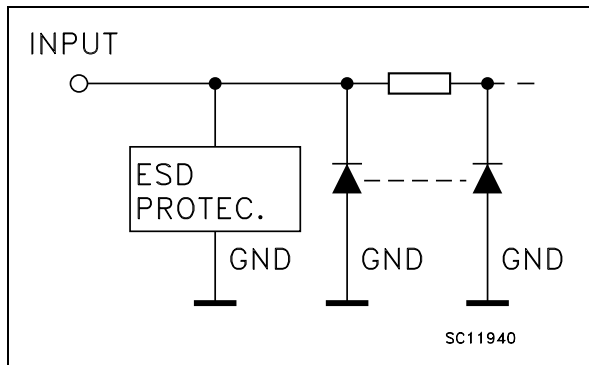 INPUT
ESD
PROTEC.
GND
GND
GND
SC11940